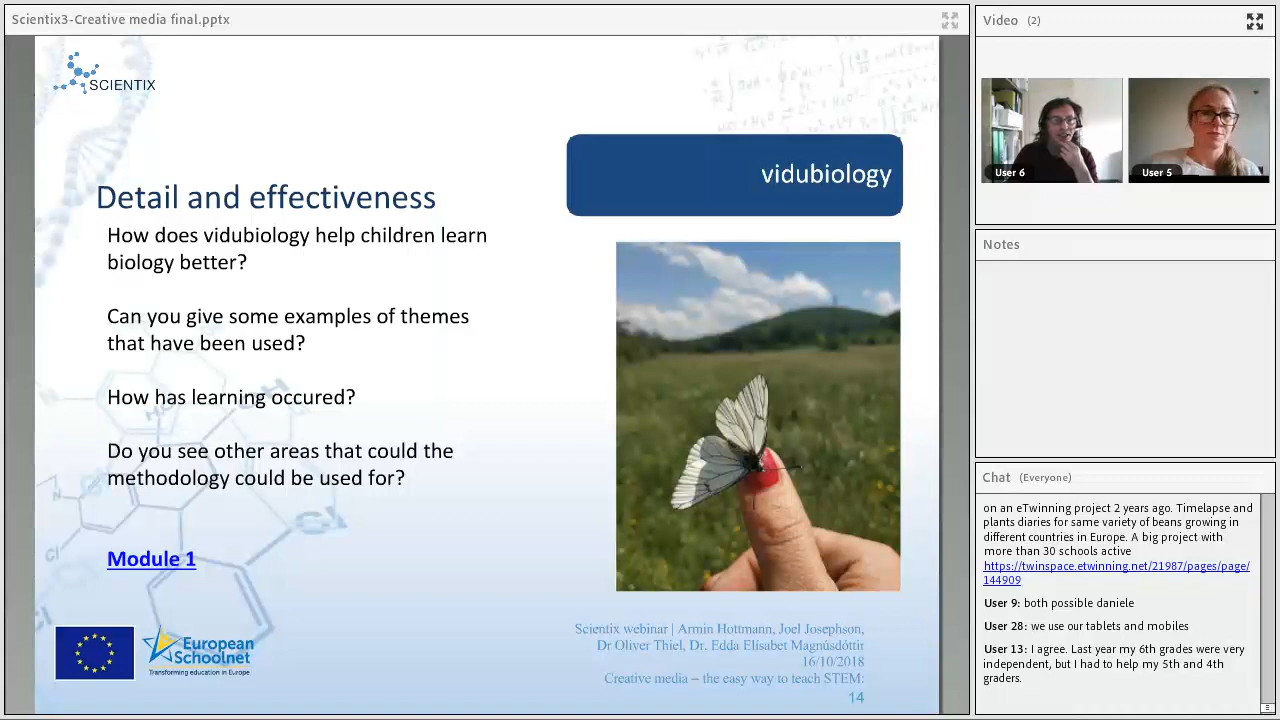 Scientix3-Creative media final.pptx
SCIENTIX
vidubiology
Detail and effectiveness
How does vidubiology help children learn
biology better?
Can you give some examples of themes
that have been used?
How has learning occured?
Do you see other areas that could the
methodology could be used for?
Module 1
European
Schoolnet
Transforming education in Europe
Scientix webinar | Armin Hottmann, Joel Josephson,
Dr Oliver Thiel, Dr. Edda Elísabet Magnúsdóttir
16/10/2018
Creative media – the easy way to teach STEM:
14
Video (2)
User 6
User 5
Notes
Chat (Everyone)
on an eTwinning project 2 years ago. Timelapse and
plants diaries for same variety of beans growing in
different countries in Europe. A big project with
more than 30 schools active
https://twinspace.etwinning.net/21987/pages/page/
144909
User 9: both possible daniele
User 28: we use our tablets and mobiles
User 13: I agree. Last year my 6th grades were very
independent, but I had to help my 5th and 4th
graders.